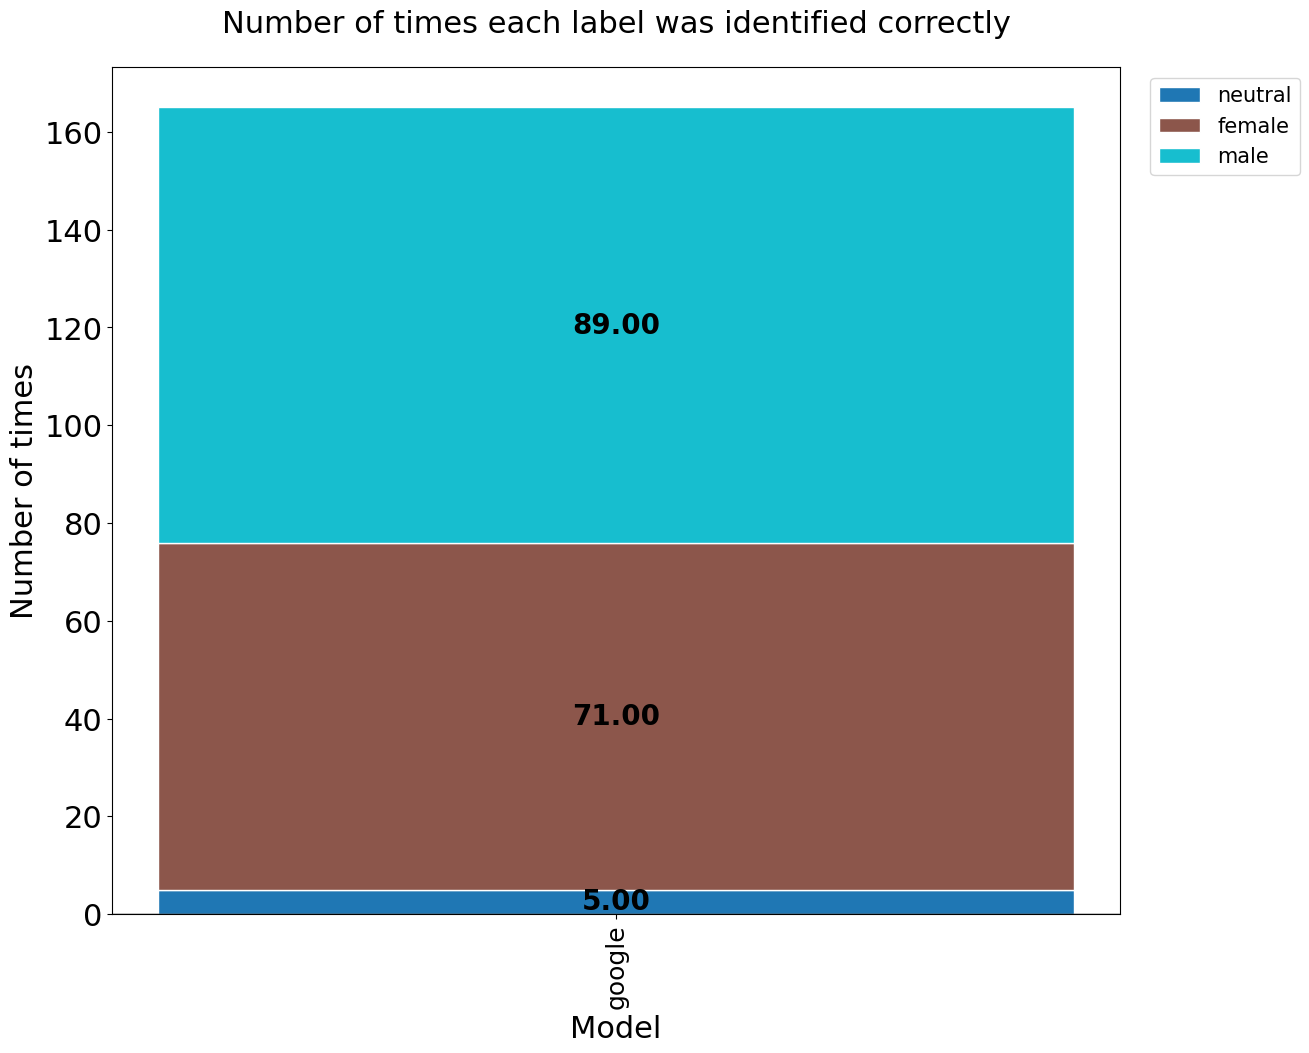 Number of times each label was identified correctly
neutral
female
male
160
140
120
100
80
60
40
20
0
Number of times
89.00
71.00
5.00
google
Model